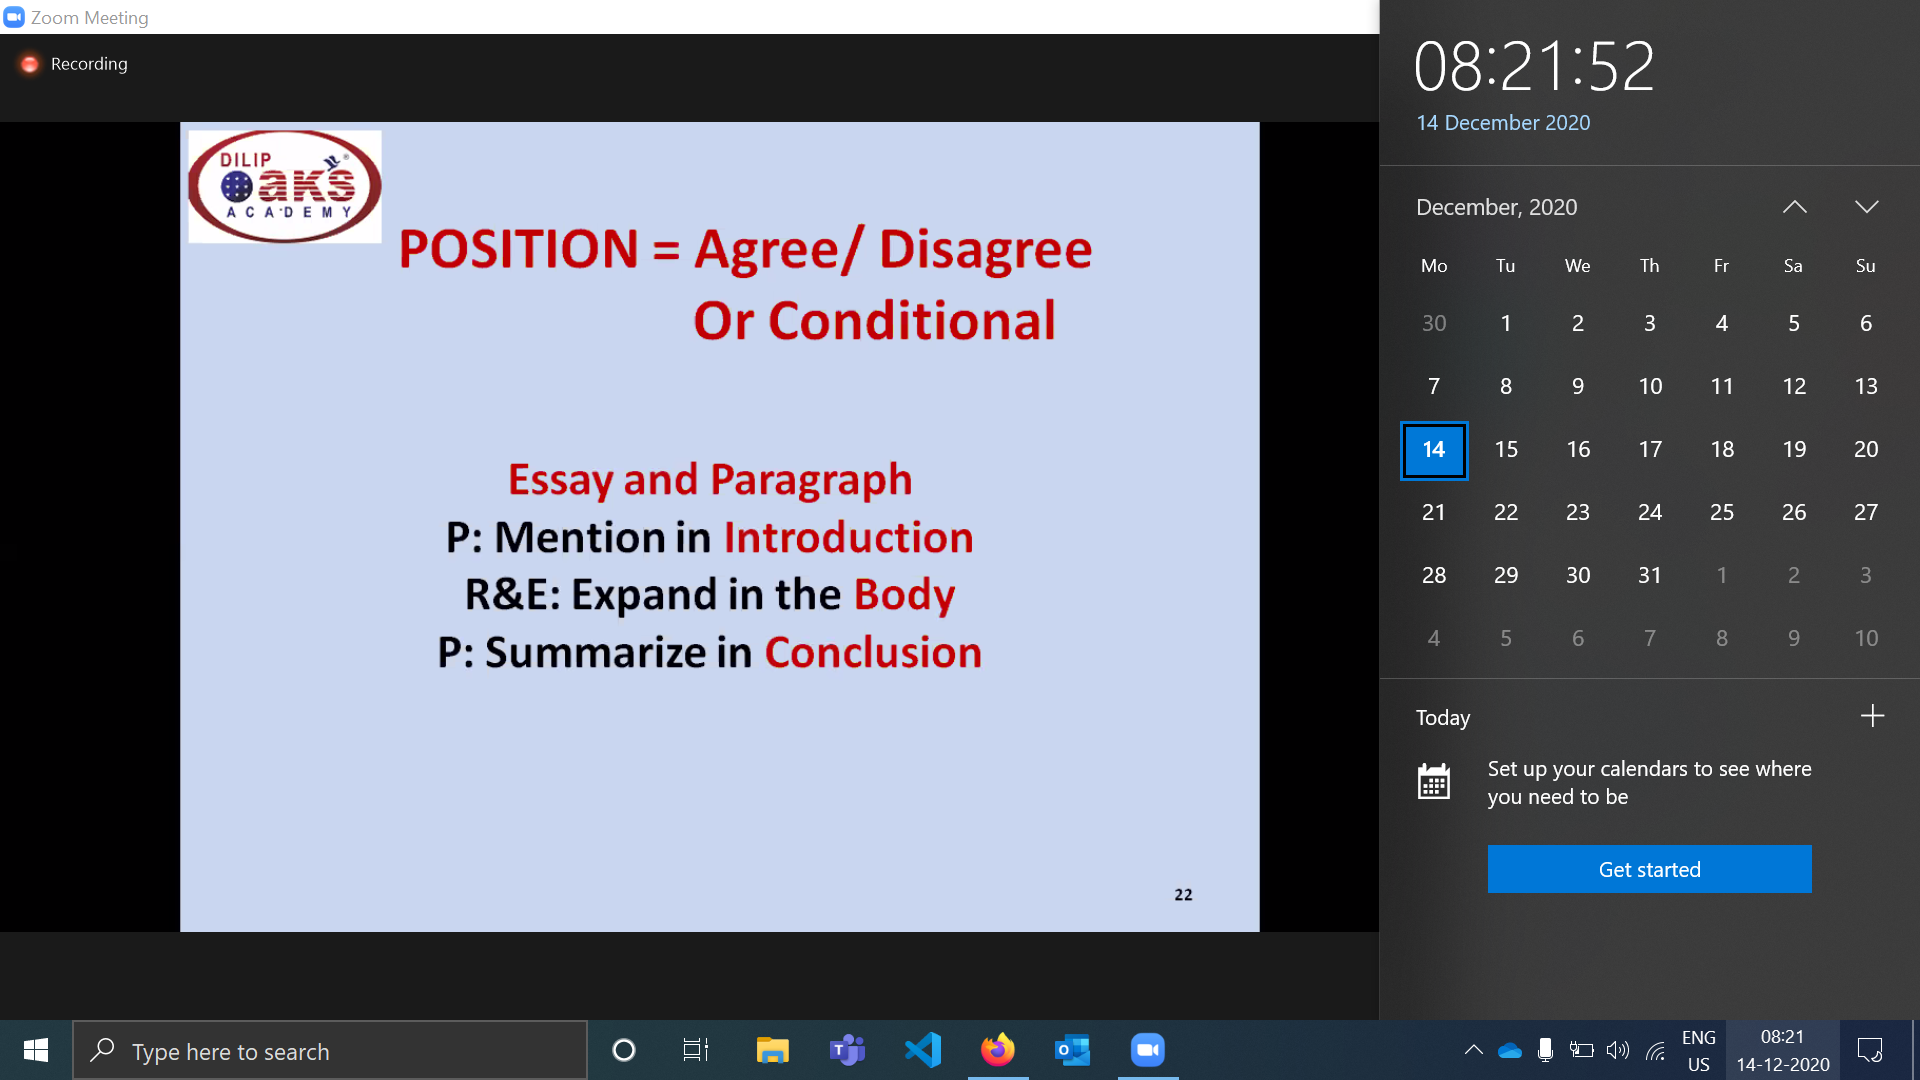 Zoom Meeting
Recording
DILIP
oaks
ACADEMY
POSITION = Agree/ Disagree
Or Conditional
Essay and Paragraph
P: Mention in Introduction
R&E: Expand in the Body
P: Summarize in Conclusion
22
08:21:52
14 December 2020
December, 2020
Mo Tu We Th Fr Sa Su
30 1 2 3 4 5 6
7 8 9 10 11 12 13
14 15 16 17 18 19 20
21 22 23 24 25 26 27
28 29 30 31 1 2 3
4 5 6 7 8 9 10
Today
Set up your calendars to see where
you need to be
Get started
Type here to search
ENG
US
08:21
14-12-2020